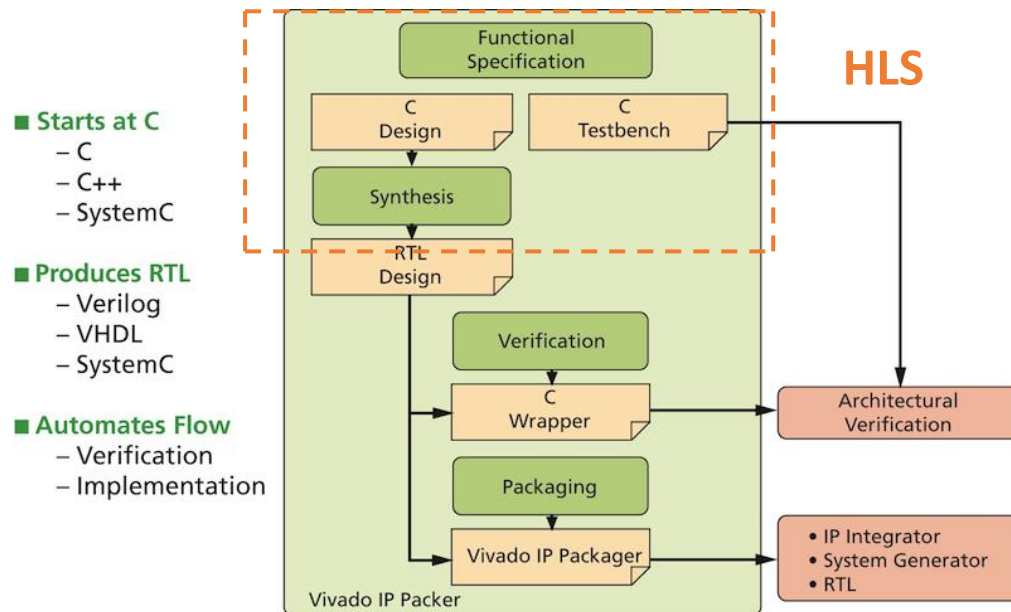 HLS
■ Starts at C
– C
– C++
– SystemC
■ Produces RTL
– Verilog
– VHDL
– SystemC
■ Automates Flow
– Verification
– Implementation
Functional
Specification
C
Design
C
Testbench
Synthesis
RTL
Design
Verification
C
Wrapper
Architectural
Verification
Packaging
Vivado IP Packager
• IP Integrator
• System Generator
• RTL
Vivado IP Packer